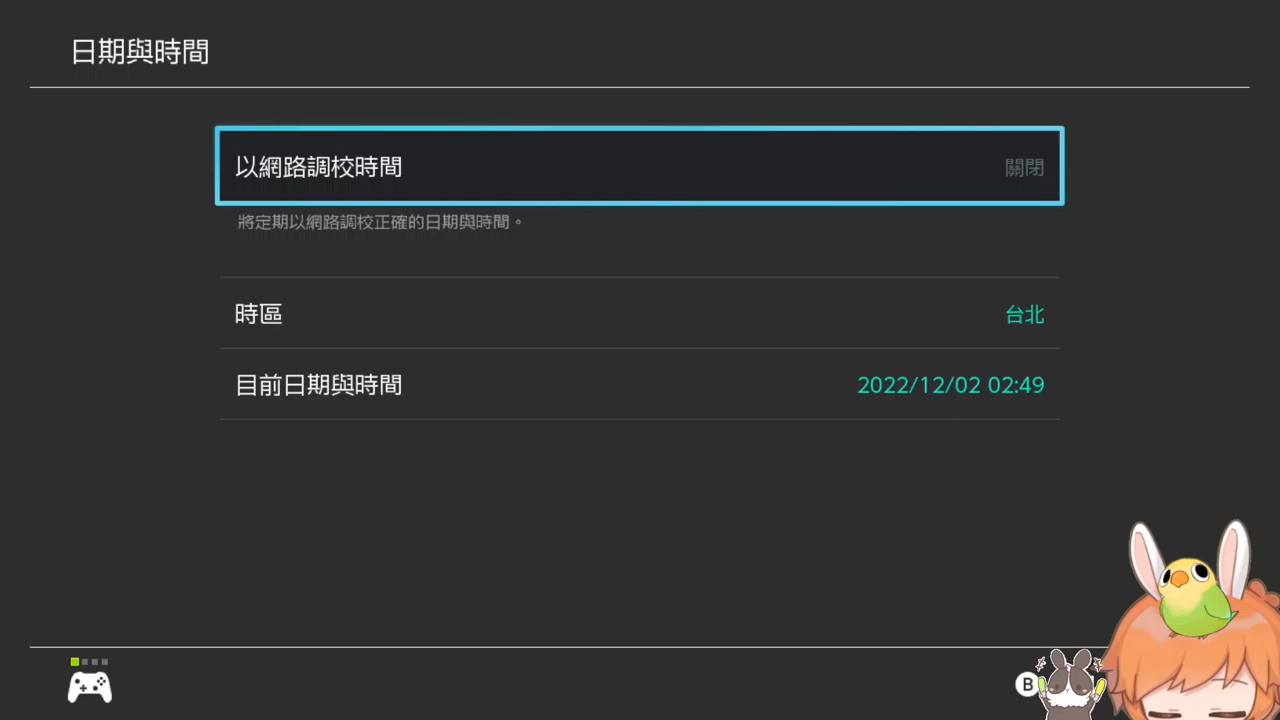 日期與時間
以網路調校時間 關閉
將定期以網路調校正確的日期與時間。
時區 台北
目前日期與時間 2022/12/02 02:49
B